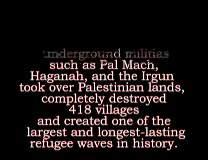 underground militias
such as Pal Mach,
Haganah, and the Irgun
took over Palestinian lands,
completely destroyed
418 villages
and created one of the
largest and longest-lasting
refugee waves in history.